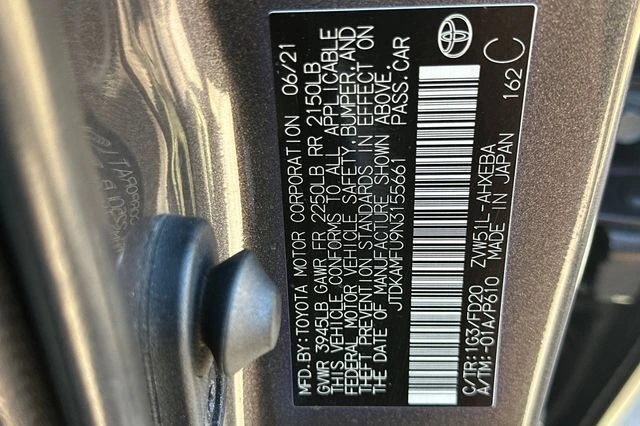 MFD.BY:TOYOTA MOTOR CORPORATION 06/21
GVWR 3945LB GAWR FR 2250LB RR 2150LB
THIS VEHICLE CONFORMS TO ALL APPLICABLE
FEDERAL MOTOR VEHICLE SAFETY, BUMPER, AND
THEFT PREVENTION STANDARDS IN EFFECT ON
THE DATE OF MANUFACTURE SHOWN ABOVE.
JTDKAMFU9N3155661 PASS.CAR
C/TR:1G3/FD20 ZVW51L-AHXEBA
A/TM:-01A/P610 MADE IN JAPAN
162
C